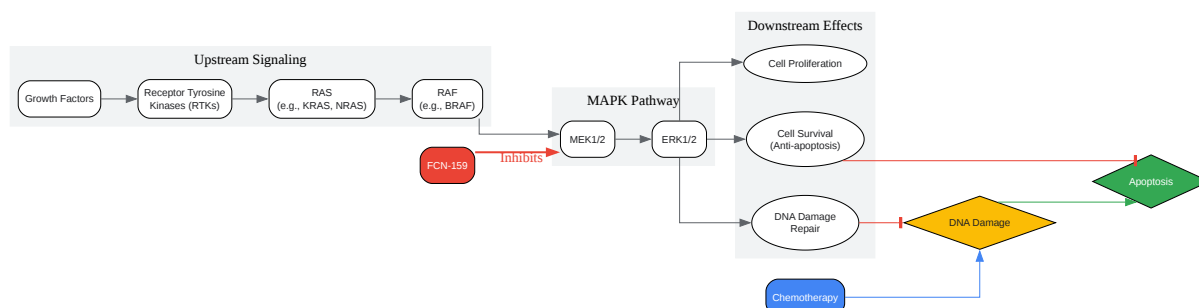 Downstream Effects
Upstream Signaling
Cell Proliferation
Growth Factors
Receptor Tyrosine
Kinases (RTKs)
RAS
(e.g., KRAS, NRAS)
RAF
(e.g., BRAF)
MAPK Pathway
MEK1/2
ERK1/2
Cell Survival
(Anti-apoptosis)
FCN-159
Inhibits
Apoptosis
DNA Damage
Repair
DNA Damage
Chemotherapy